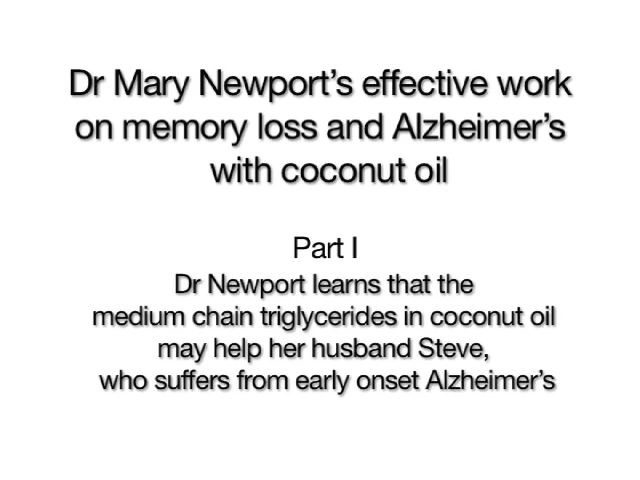 Dr Mary Newport's effective work
on memory loss and Alzheimer's
with coconut oil
Part I
Dr Newport learns that the
medium chain triglycerides in coconut oil
may help her husband Steve,
who suffers from early onset Alzheimer's